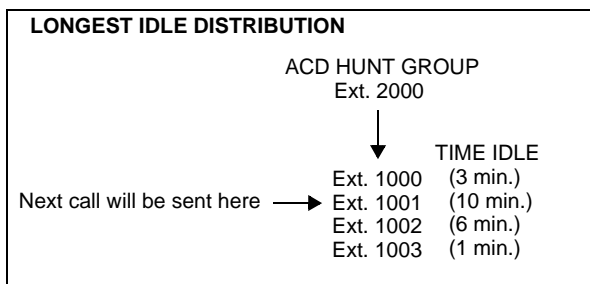 LONGEST IDLE DISTRIBUTION
ACD HUNT GROUP
Ext. 2000
TIME IDLE
Ext. 1000 (3 min.)
Next call will be sent here Ext. 1001 (10 min.)
Ext. 1002 (6 min.)
Ext. 1003 (1 min.)